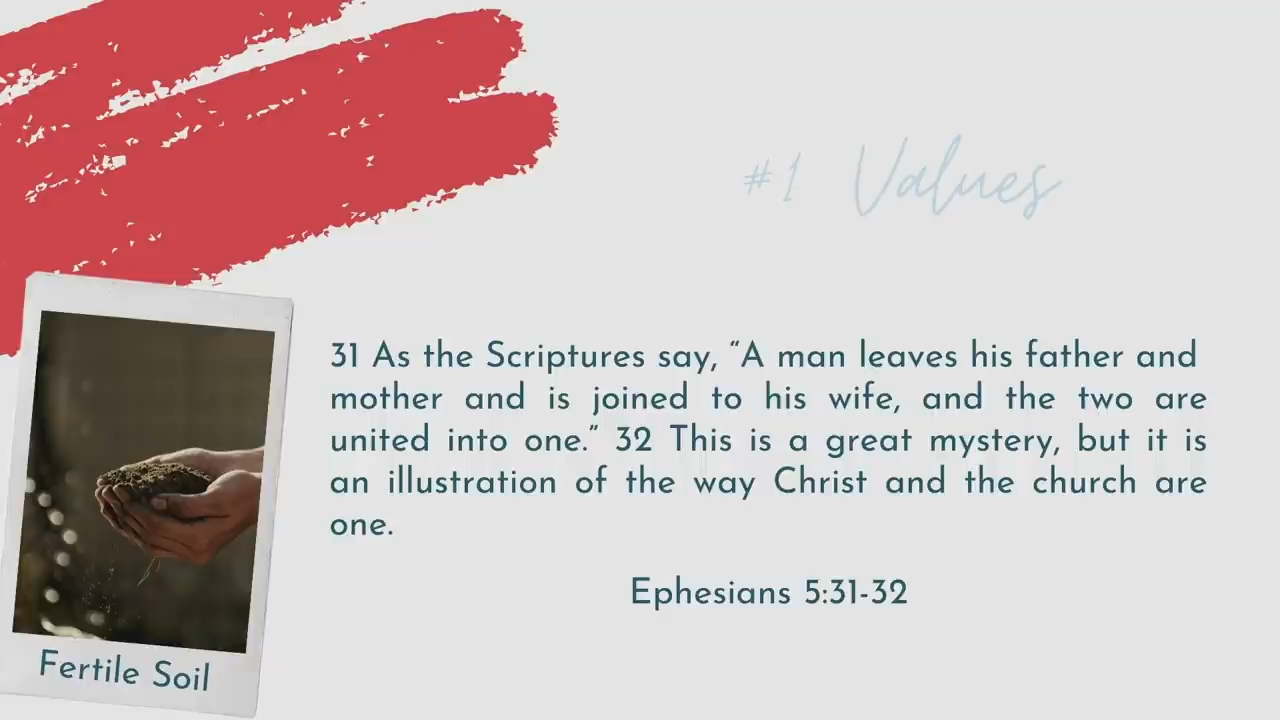 #1 Values
31 As the Scriptures say, “A man leaves his father and
mother and is joined to his wife, and the two are
united into one.” 32 This is a great mystery, but it is
an illustration of the way Christ and the church are
one.
Ephesians 5:31-32
Fertile Soil